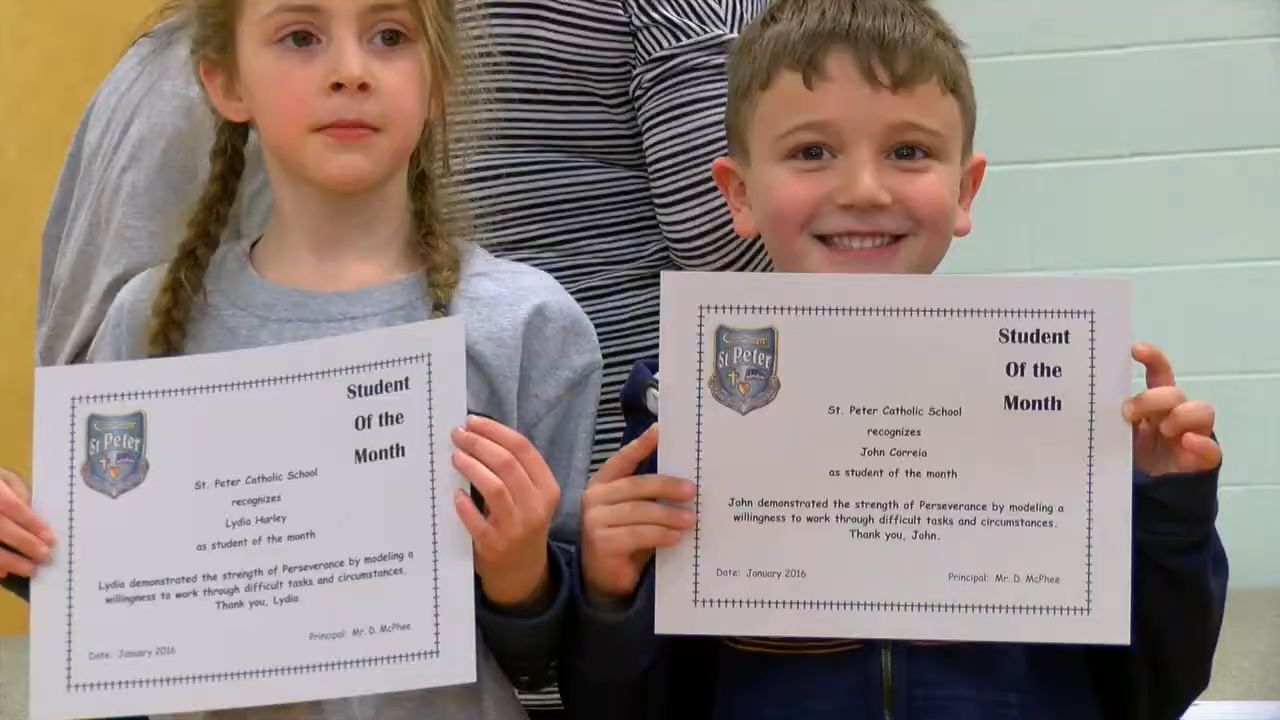 Student
Of the
Month
St Peter
St. Peter Catholic School
recognizes
Lydia Hurley
as student of the month
Lydia demonstrated the strength of Perseverance by modeling a
willingness to work through difficult tasks and circumstances.
Thank you, Lydia.
Principal: Mr. D. McPhee
Date: January 2016
Student
Of the
Month
St Peter
St. Peter Catholic School
recognizes
John Correia
as student of the month
John demonstrated the strength of Perseverance by modeling a
willingness to work through difficult tasks and circumstances.
Thank you, John.
Date: January 2016 Principal: Mr. D. McPhee